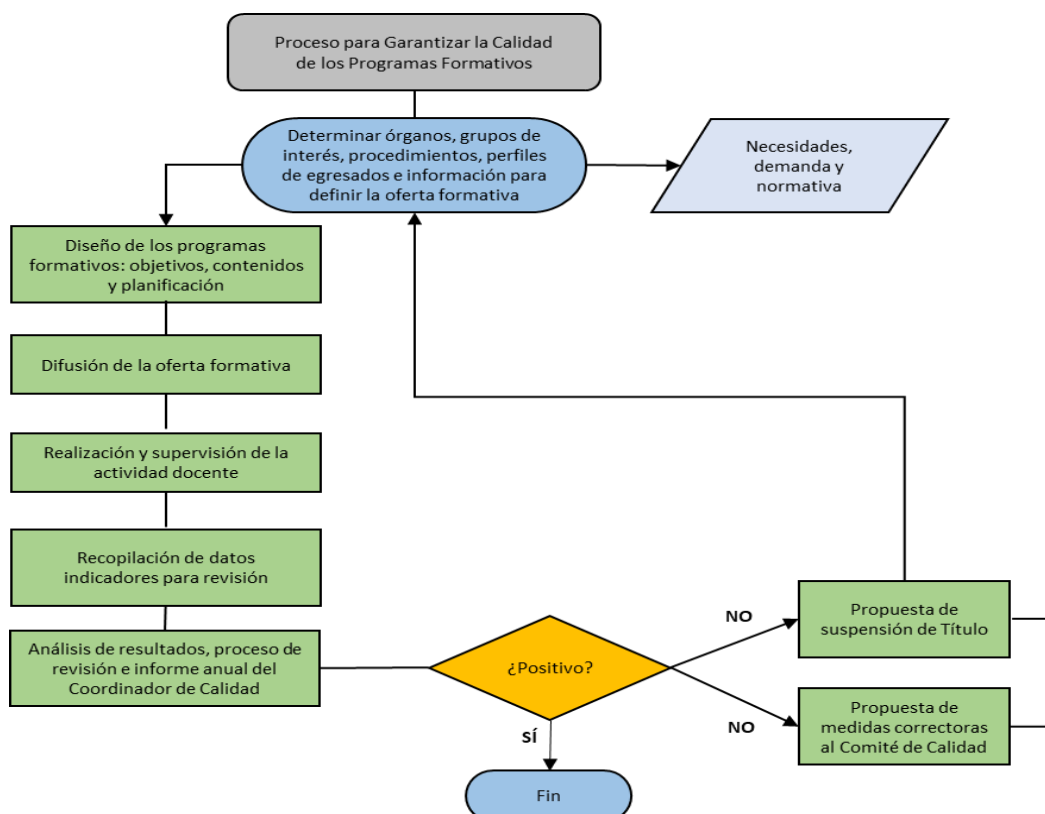 Proceso para Garantizar la Calidad
de los Programas Formativos
Determinar órganos, grupos de
interés, procedimientos, perfiles
de egresados e información para
definir la oferta formativa
Necesidades,
demanda y
normativa
Diseño de los programas
formativos: objetivos, contenidos
y planificación
Difusión de la oferta formativa
Realización y supervisión de la
actividad docente
Recopilación de datos
indicadores para revisión
Análisis de resultados, proceso de
revisión e informe anual del
Coordinador de Calidad
¿Positivo?
NO
Propuesta de
suspensión de Título
NO
Propuesta de
medidas correctoras
al Comité de Calidad
SÍ
Fin